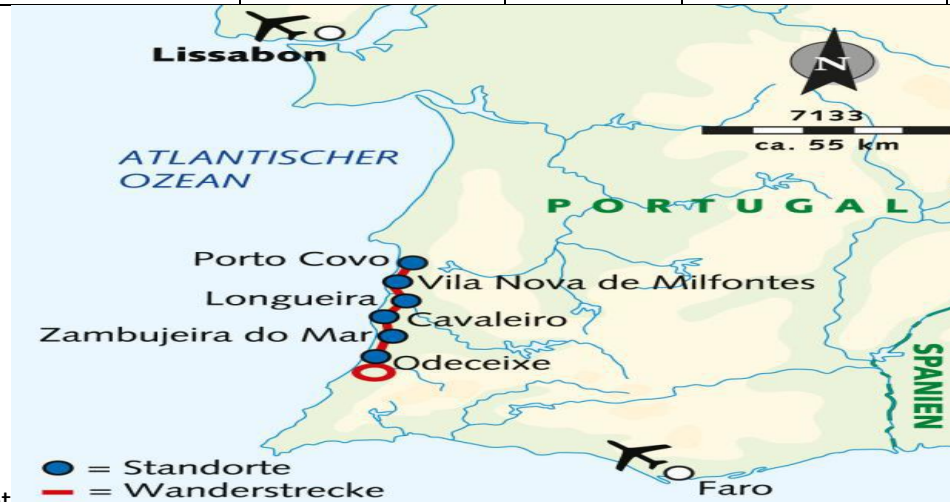 Lissabon
N
7133
ca. 55 km
ATLANTISCHER
OZEAN
PORTUGAL
Porto Covo
Vila Nova de Milfontes
Longueira
Cavaleiro
Zambujeira do Mar
Odeceixe
SPANIEN
= Standorte
= Wanderstrecke
Faro